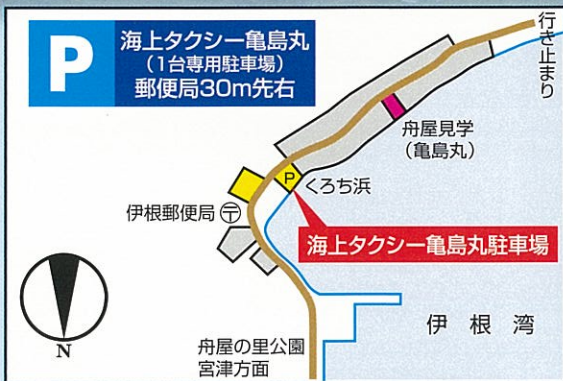 P
海上タクシー亀島丸
(1台専用駐車場)
郵便局30m先右
行き止まり
舟屋見学
(亀島丸)
P
くろち浜
伊根郵便局〒
海上タクシー亀島丸駐車場
伊根湾
N
舟屋の里公園
宮津方面